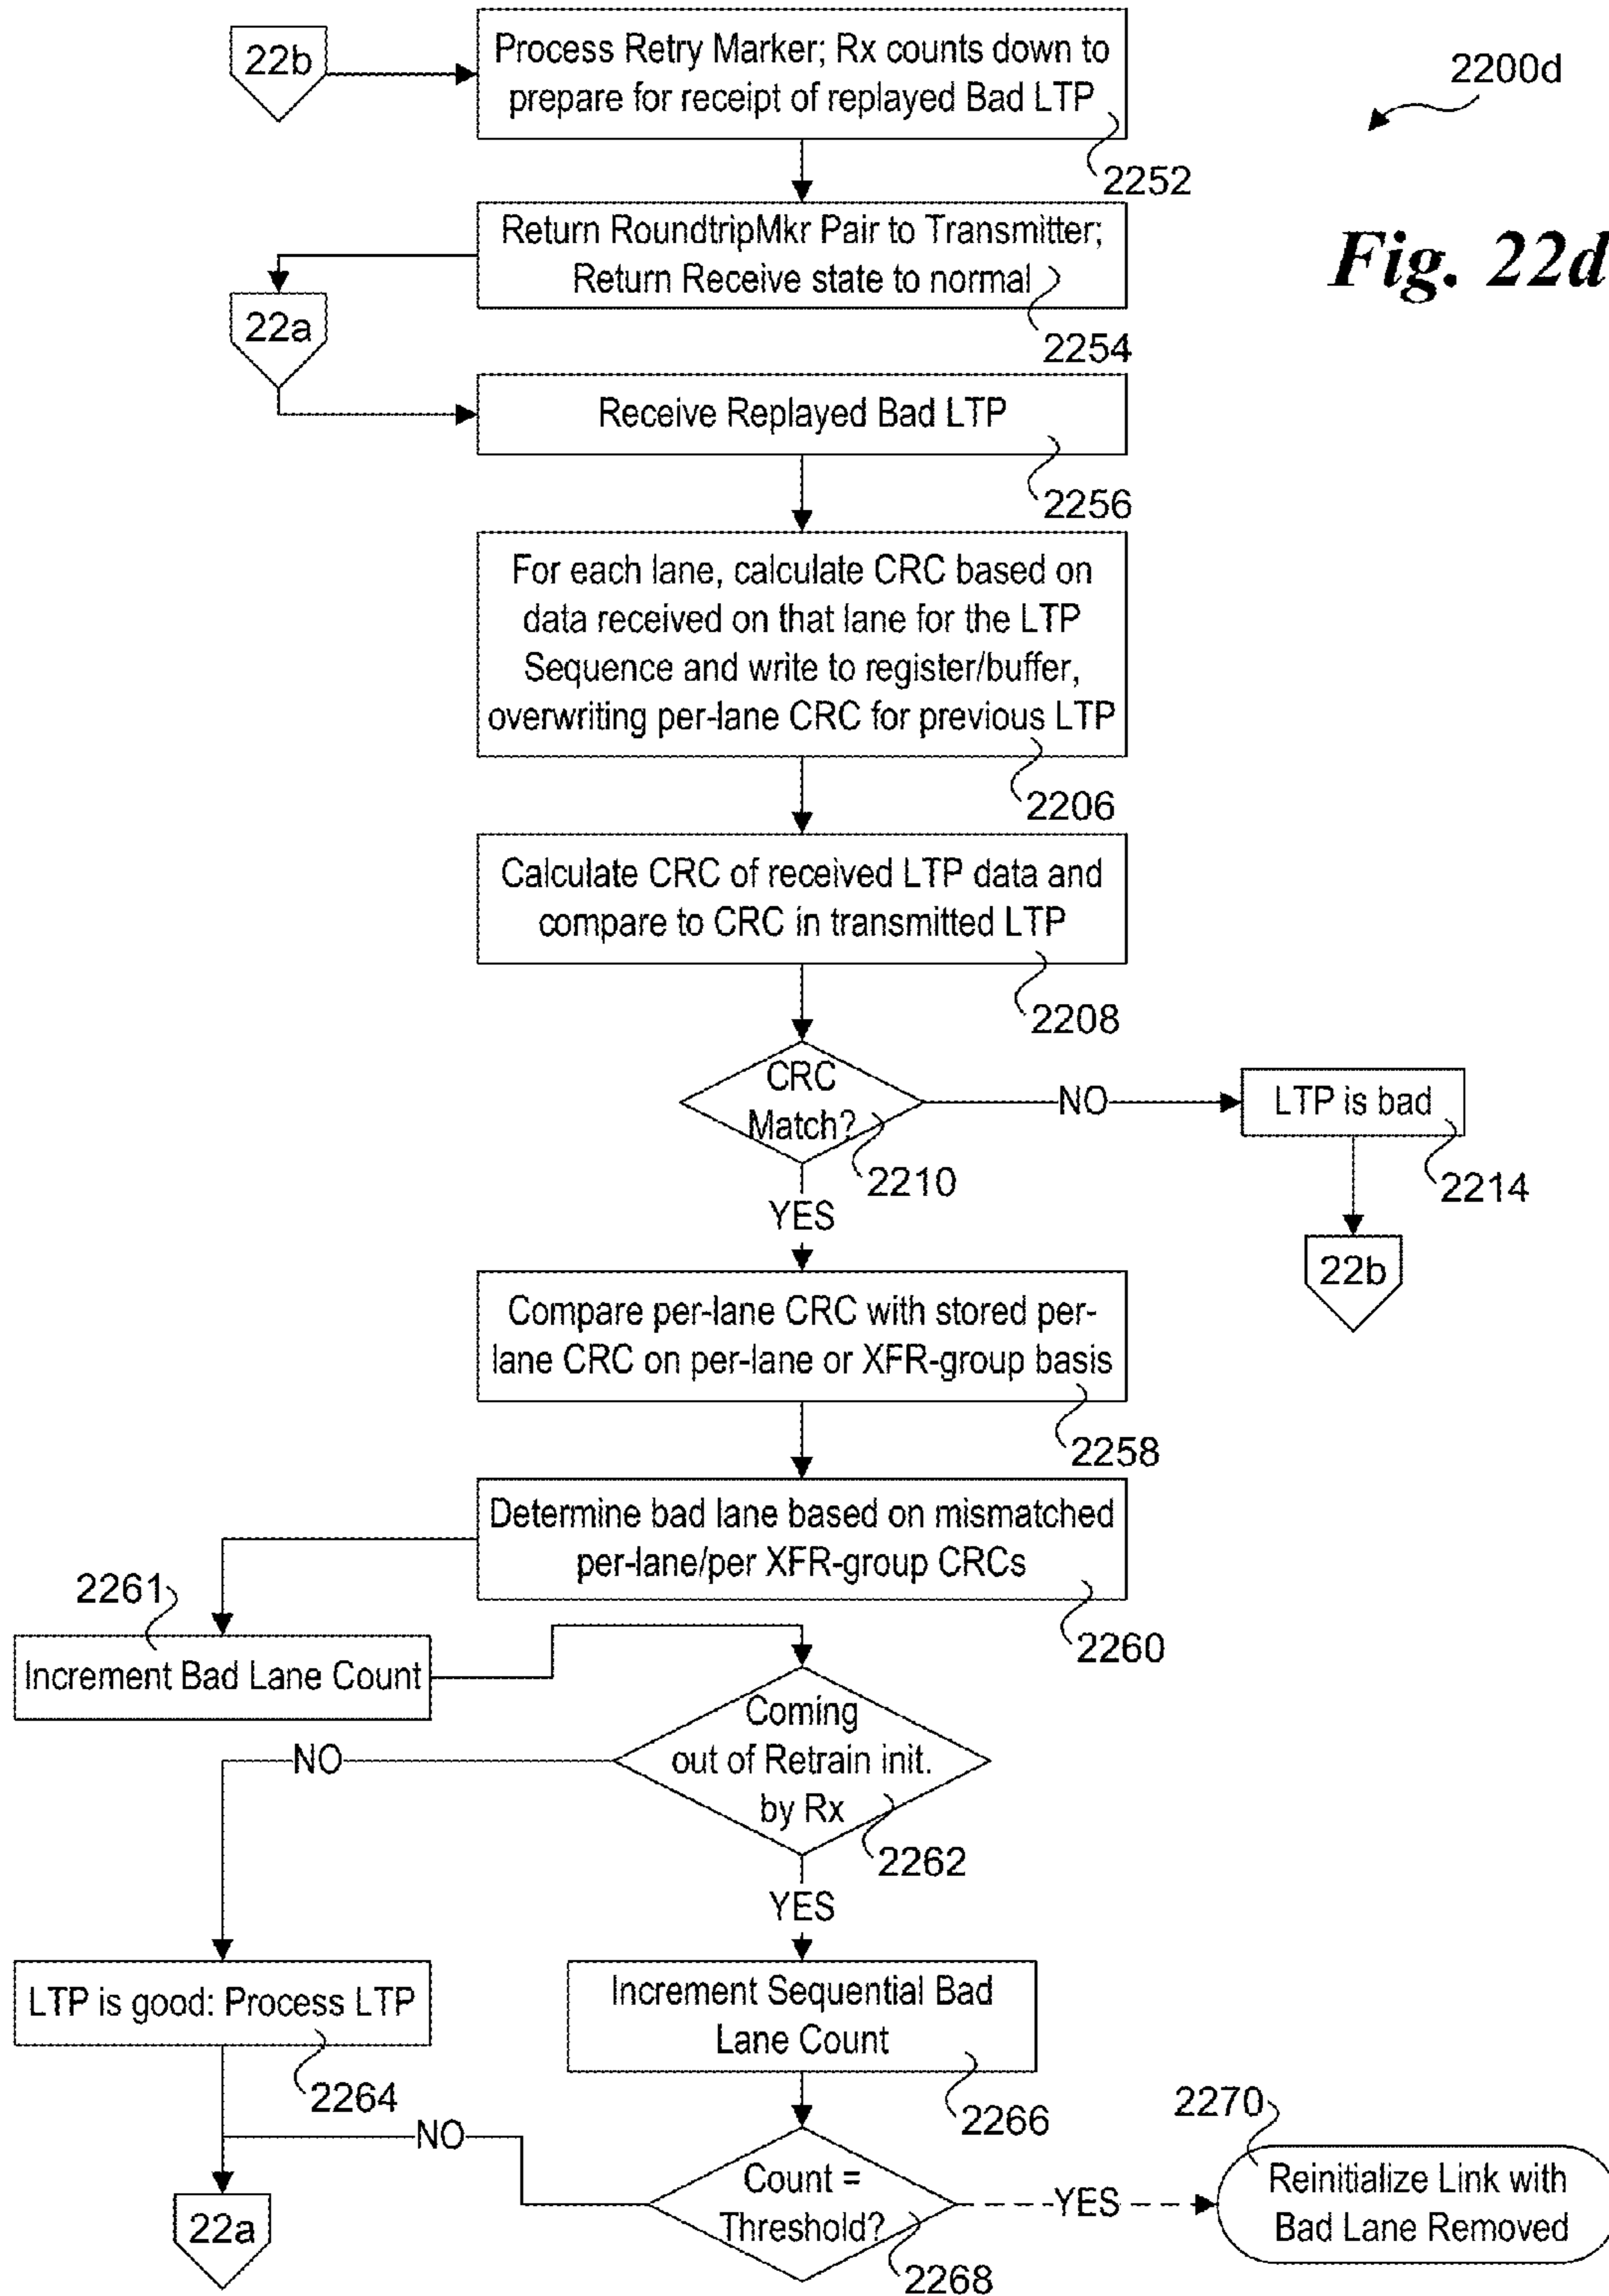 22b
Process Retry Marker; Rx counts down to
prepare for receipt of replayed Bad LTP
2252
2200d
Fig. 22d
Return RoundtripMkr Pair to Transmitter;
Return Receive state to normal
2254
22a
Receive Replayed Bad LTP
2256
For each lane, calculate CRC based on
data received on that lane for the LTP
Sequence and write to register/buffer,
overwriting per-lane CRC for previous LTP
2206
Calculate CRC of received LTP data and
compare to CRC in transmitted LTP
2208
CRC
Match?
2210
NO
LTP is bad
2214
22b
YES
Compare per-lane CRC with stored per-
lane CRC on per-lane or XFR-group basis
2258
Determine bad lane based on mismatched
per-lane/per XFR-group CRCs
2260
2261
Increment Bad Lane Count
Coming
out of Retrain init.
by Rx
2262
NO
YES
LTP is good: Process LTP
2264
Increment Sequential Bad
Lane Count
2266
NO
Count =
Threshold?
2268
YES
2270
Reinitialize Link with
Bad Lane Removed
22a